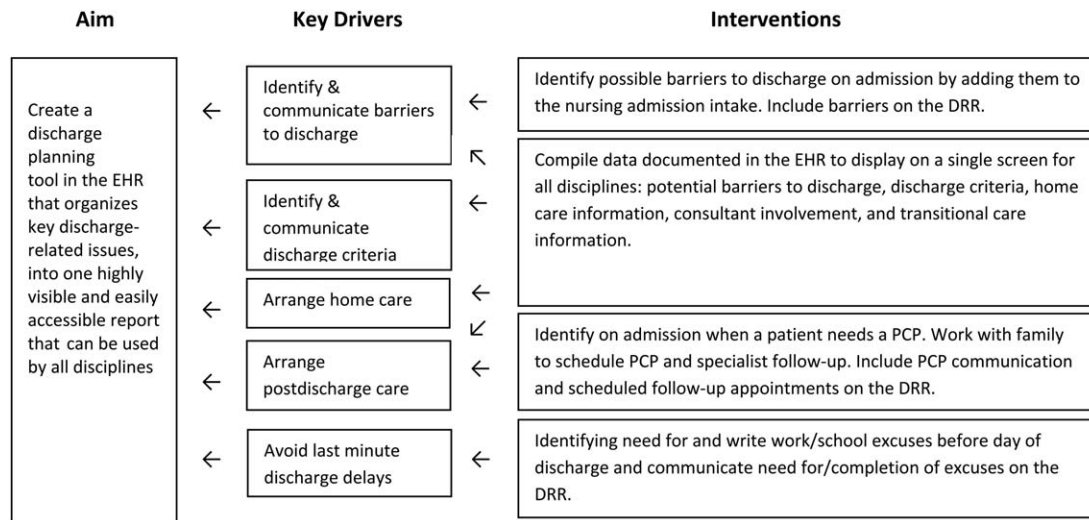 Aim
Key Drivers
Interventions
Create a
discharge
planning
tool in the EHR
that organizes
key discharge-
related issues,
into one highly
visible and easily
accessible report
that can be used
by all disciplines
Identify &
communicate barriers
to discharge
Identify &
communicate
discharge criteria
Arrange home care
Arrange
postdischarge care
Avoid last minute
discharge delays
Identify possible barriers to discharge on admission by adding them to
the nursing admission intake. Include barriers on the DRR.
Compile data documented in the EHR to display on a single screen for
all disciplines: potential barriers to discharge, discharge criteria, home
care information, consultant involvement, and transitional care
information.
Identify on admission when a patient needs a PCP. Work with family
to schedule PCP and specialist follow-up. Include PCP communication
and scheduled follow-up appointments on the DRR.
Identifying need for and write work/school excuses before day of
discharge and communicate need for/completion of excuses on the
DRR.